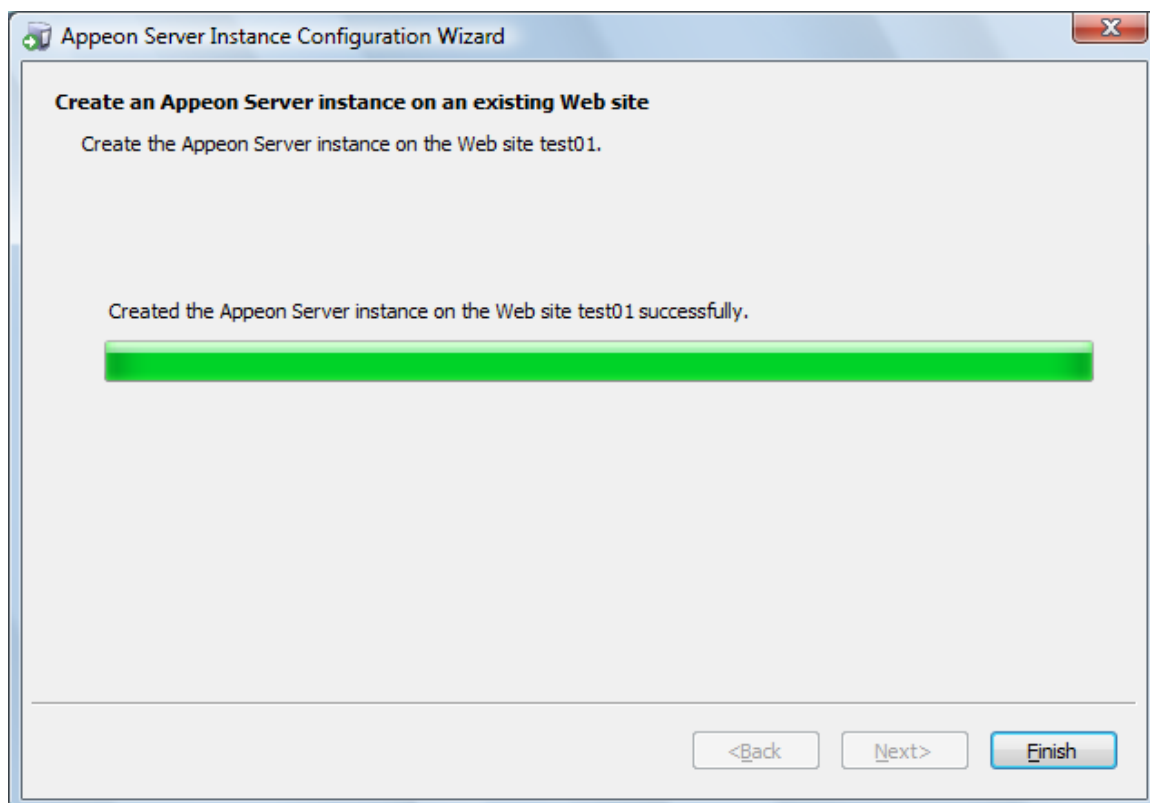 Appeon Server Instance Configuration Wizard
Create an Appeon Server instance on an existing Web site
Create the Appeon Server instance on the Web site test01.
Created the Appeon Server instance on the Web site test01 successfully.
<Back Next> Finish